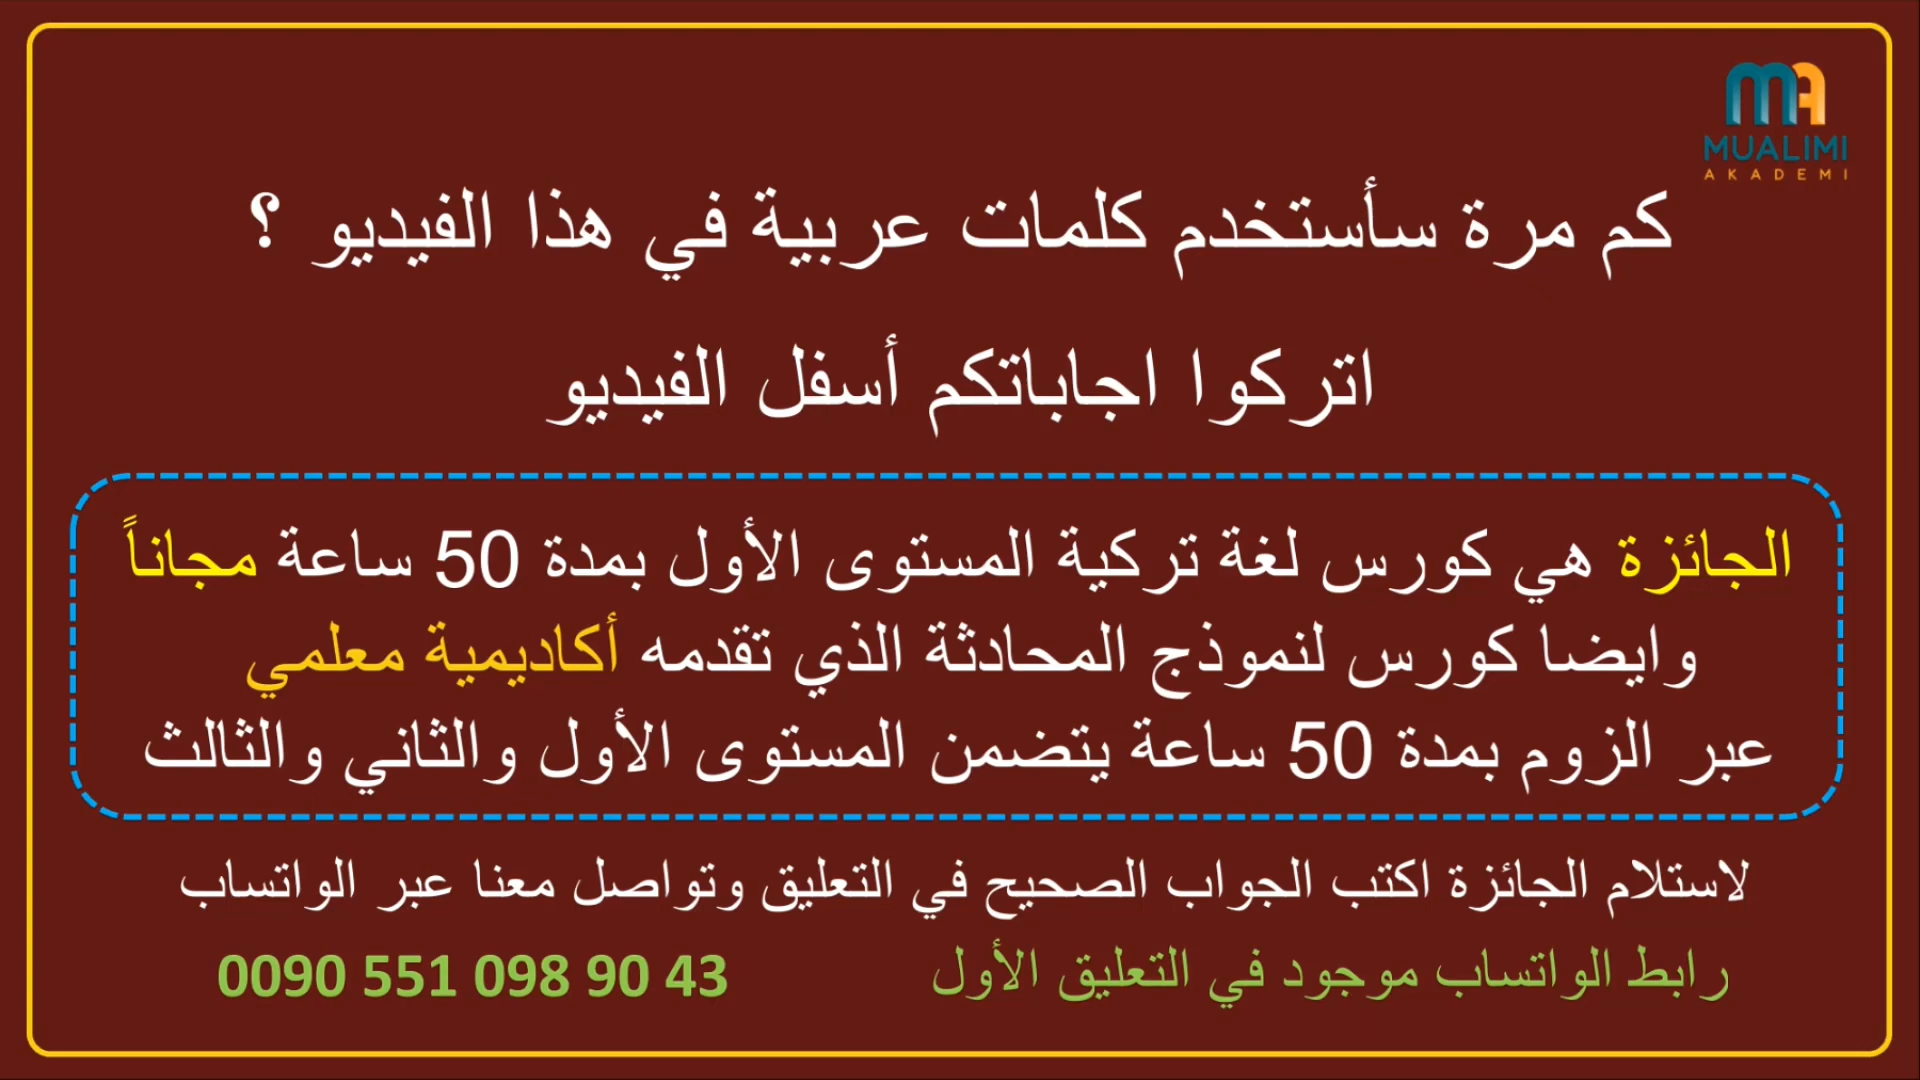 MUALIMI
AKADEMI
كم مرة سأستخدم كلمات عربية في هذا الفيديو ؟
اتركوا اجاباتكم أسفل الفيديو
الجائزة هي كورس لغة تركية المستوى الأول بمدة 50 ساعة مجاناً
وايضا كورس لنموذج المحادثة الذي تقدمه أكاديمية معلمي
عبر الزوم بمدة 50 ساعة يتضمن المستوى الأول والثاني والثالث
لاستلام الجائزة اكتب الجواب الصحيح في التعليق وتواصل معنا عبر الواتساب
رابط الواتساب موجود في التعليق الأول
0090 551 098 90 43